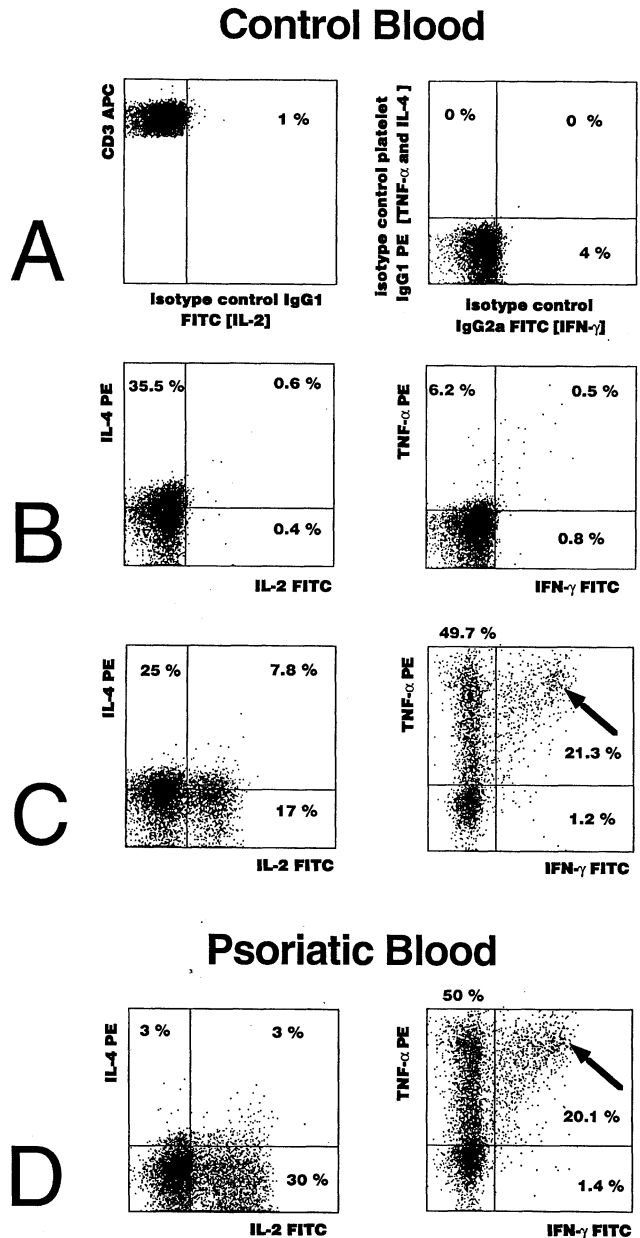 Control Blood
A
CD3 APC
1 %
Isotype control IgG1
FITC [IL-2]
Isotype control platelet
IgG1 PE [TNF-α and IL-4 ]
0 %
0 %
4 %
Isotype control
IgG2a FITC [IFN-γ]
B
IL-4 PE
35.5 %
0.6 %
0.4 %
IL-2 FITC
TNF-α PE
6.2 %
0.5 %
0.8 %
IFN-γ FITC
C
IL-4 PE
25 %
7.8 %
17 %
IL-2 FITC
49.7 %
TNF-α PE
21.3 %
1.2 %
IFN-γ FITC
Psoriatic Blood
D
IL-4 PE
3 %
3 %
30 %
IL-2 FITC
50 %
TNF-α PE
20.1 %
1.4 %
IFN-γ FITC